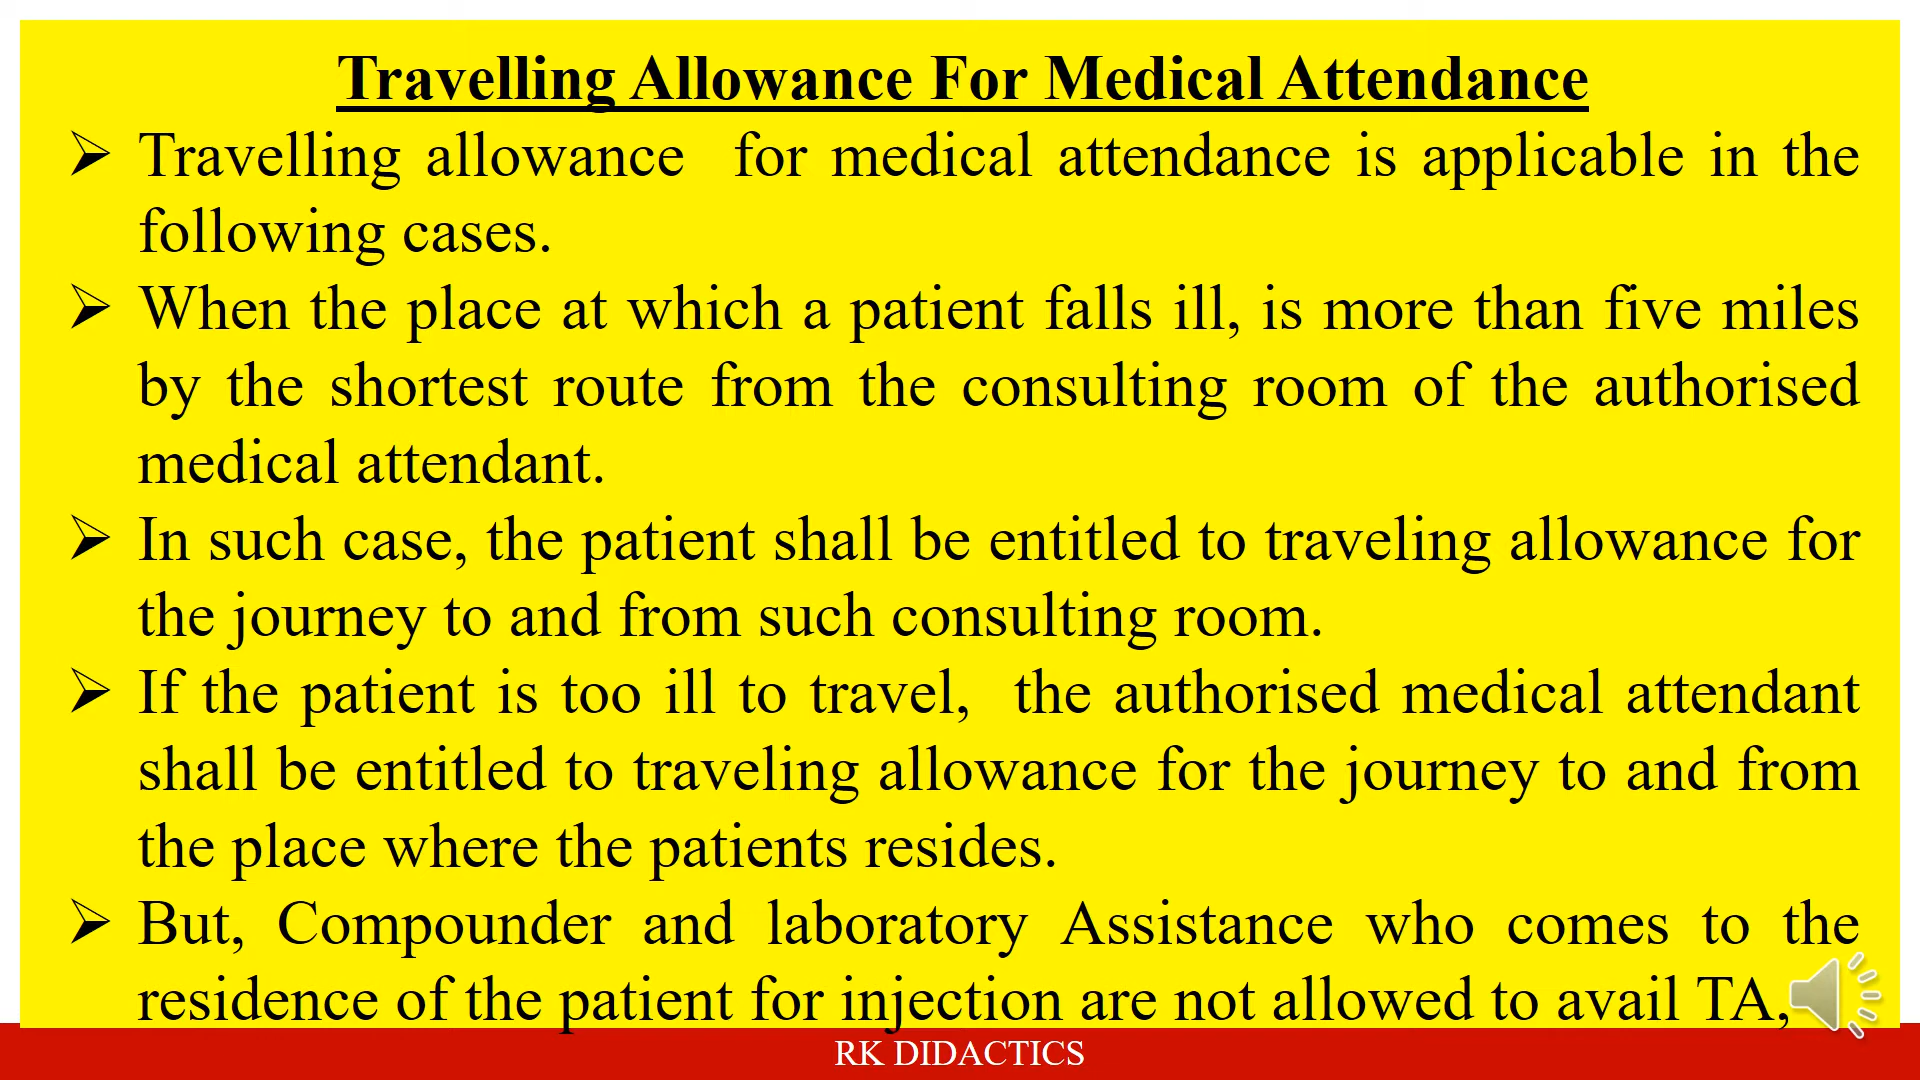 Travelling Allowance For Medical Attendance
➢ Travelling allowance for medical attendance is applicable in the
following cases.
➢ When the place at which a patient falls ill, is more than five miles
by the shortest route from the consulting room of the authorised
medical attendant.
➢ In such case, the patient shall be entitled to traveling allowance for
the journey to and from such consulting room.
➢ If the patient is too ill to travel, the authorised medical attendant
shall be entitled to traveling allowance for the journey to and from
the place where the patients resides.
➢ But, Compounder and laboratory Assistance who comes to the
residence of the patient for injection are not allowed to avail TA,
RK DIDACTICS